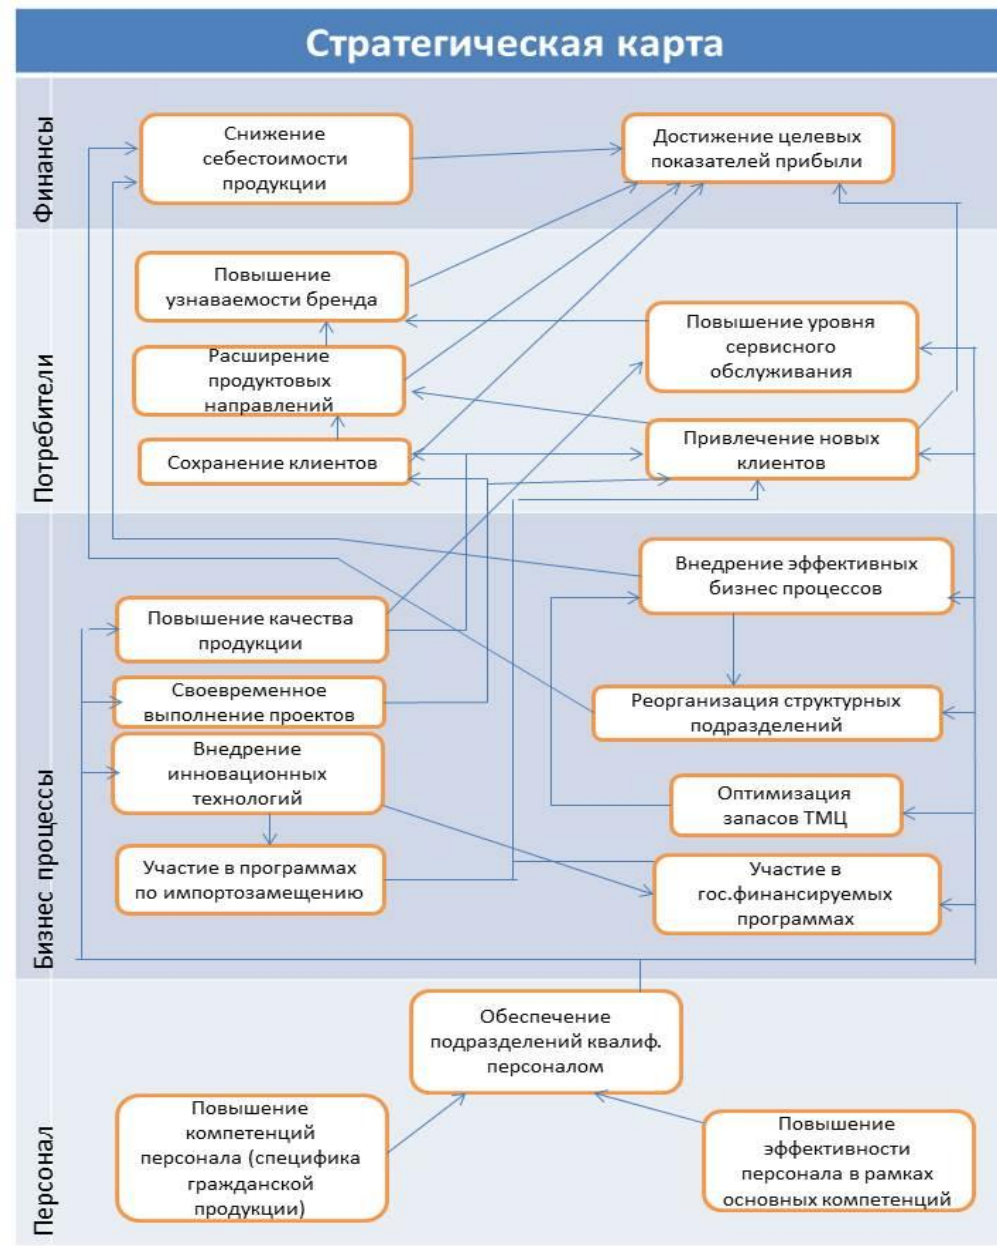 Стратегическая карта
Финансы
Снижение
себестоимости
продукции
Достижение целевых
показателей прибыли
Потребители
Повышение
узнаваемости бренда
Повышение уровня
сервисного
обслуживания
Расширение
продуктовых
направлений
Привлечение новых
клиентов
Сохранение клиентов
Бизнес процессы
Внедрение эффективных
бизнес процессов
Повышение качества
продукции
Своевременное
выполнение проектов
Реорганизация структурных
подразделений
Внедрение
инновационных
технологий
Оптимизация
запасов ТМЦ
Участие в программах
по импортозамещению
Участие в
гос.финансируемых
программах
Персонал
Обеспечение
подразделений квалиф.
персоналом
Повышение
компетенций
персонала (специфика
гражданской
продукции)
Повышение
эффективности
персонала в рамках
основных компетенций